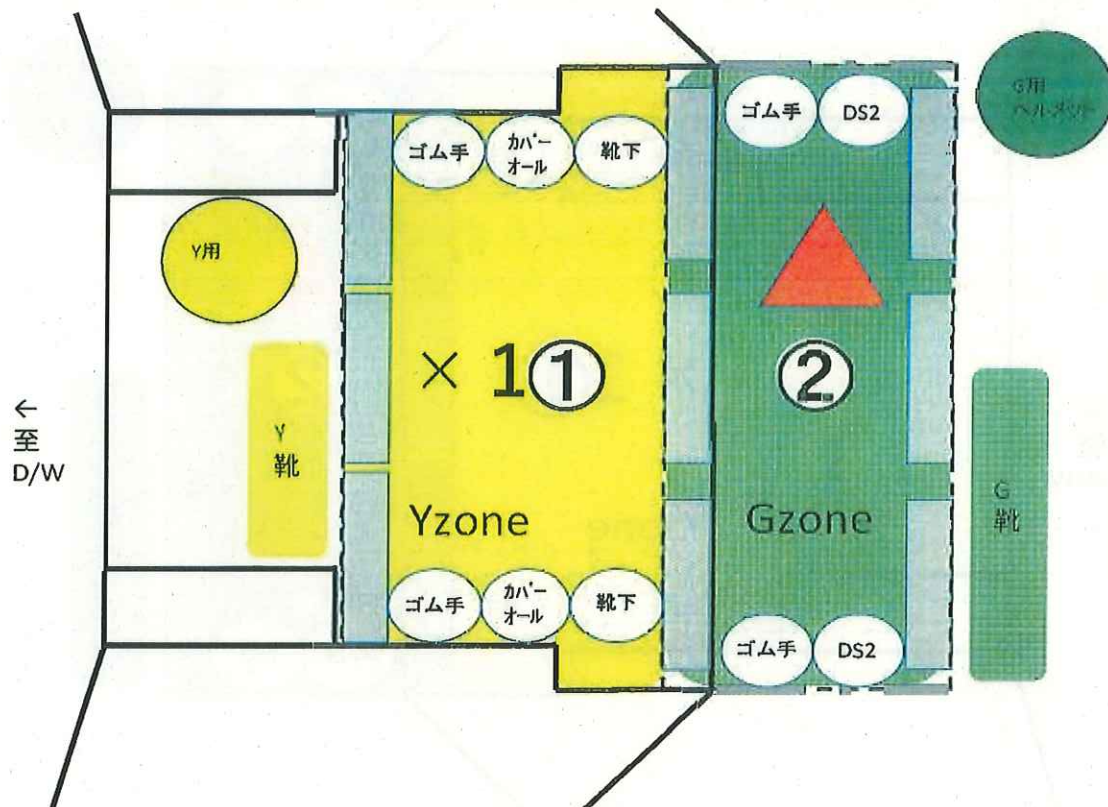 G用
ヘルメット
ゴム手
カバー
オール
靴下
ゴム手
DS2
Y用
← 
至
D/W
Y
靴
× 1①
②
G
靴
Yzone
Gzone
ゴム手
カバー
オール
靴下
ゴム手
DS2